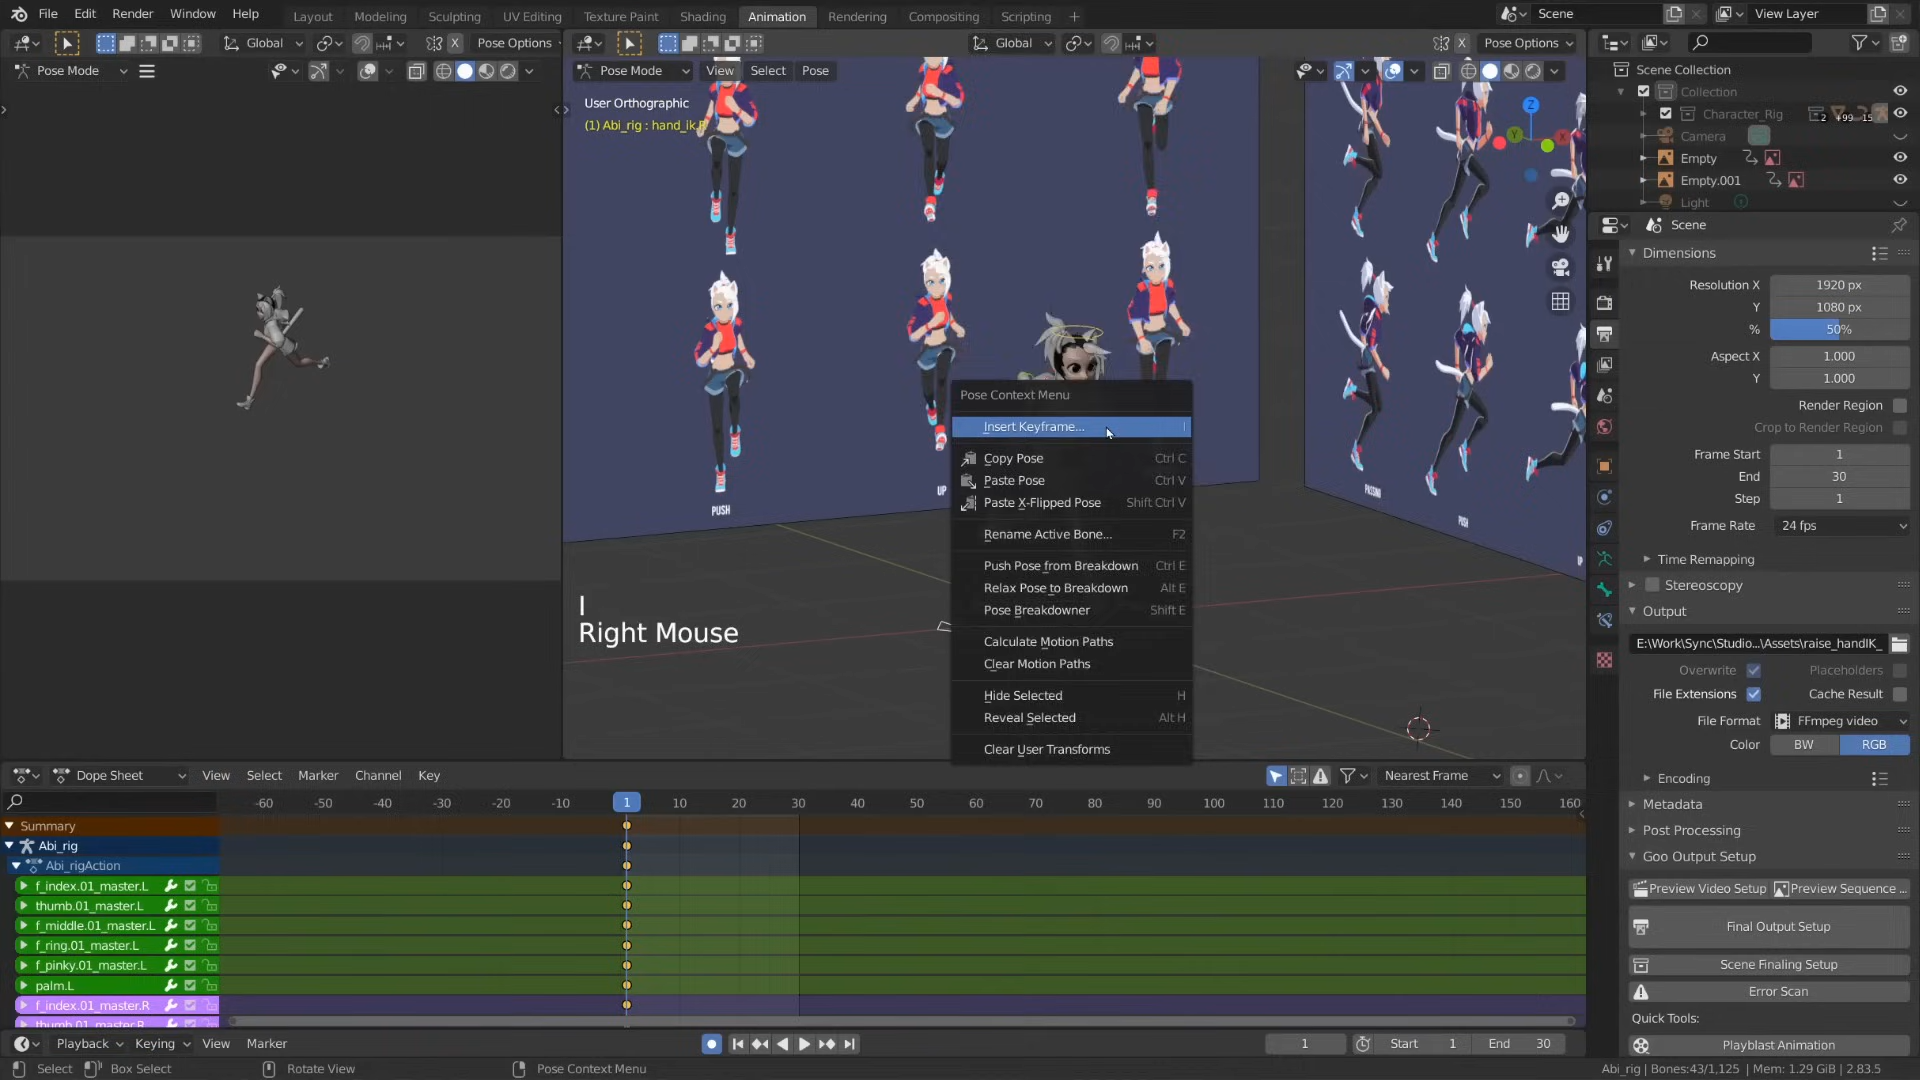 File Edit Render Window Help
Layout Modeling Sculpting UV Editing Texture Paint Shading Animation Rendering Compositing Scripting +
Scene
View Layer
Global
X Pose Options
Global
X Pose Options
Pose Mode
Pose Mode View Select Pose
User Orthographic
(1) Abi_rig : hand_ik.R
Z
Y
X
PUSH
UP
PASSING
PUSH
Pose Context Menu
Insert Keyframe... I
Copy Pose Ctrl C
Paste Pose Ctrl V
Paste X-Flipped Pose Shift Ctrl V
Rename Active Bone... F2
Push Pose from Breakdown Ctrl E
Relax Pose to Breakdown Alt E
Pose Breakdowner Shift E
Calculate Motion Paths
Clear Motion Paths
Hide Selected H
Reveal Selected Alt H
Clear User Transforms
I
Right Mouse
Scene Collection
Collection
Character_Rig 2 +99 15
Camera
Empty
Empty.001
Light
Scene
Dimensions
Resolution X 1920 px
Y 1080 px
% 50%
Aspect X 1.000
Y 1.000
Render Region
Crop to Render Region
Frame Start 1
End 30
Step 1
Frame Rate 24 fps
Time Remapping
Stereoscopy
Output
E:\Work\Sync\Studio...\Assets\raise_handIK_
Overwrite Placeholders
File Extensions Cache Result
File Format FFmpeg video
Color BW RGB
Encoding
Metadata
Post Processing
Goo Output Setup
Preview Video Setup Preview Sequence ...
Final Output Setup
Scene Finaling Setup
Error Scan
Quick Tools:
Playblast Animation
Dope Sheet View Select Marker Channel Key
Nearest Frame
-60 -50 -40 -30 -20 -10 1 10 20 30 40 50 60 70 80 90 100 110 120 130 140 150 160
Summary
Abi_rig
Abi_rigAction
f_index.01_master.L
thumb.01_master.L
f_middle.01_master.L
f_ring.01_master.L
f_pinky.01_master.L
palm.L
f_index.01_master.R
thumb.01_master.R
Playback Keying View Marker
1 Start 1 End 30
Select Box Select Rotate View Pose Context Menu
Abi_rig | Bones:43/1,125 | Mem: 1.29 GiB | 2.83.5